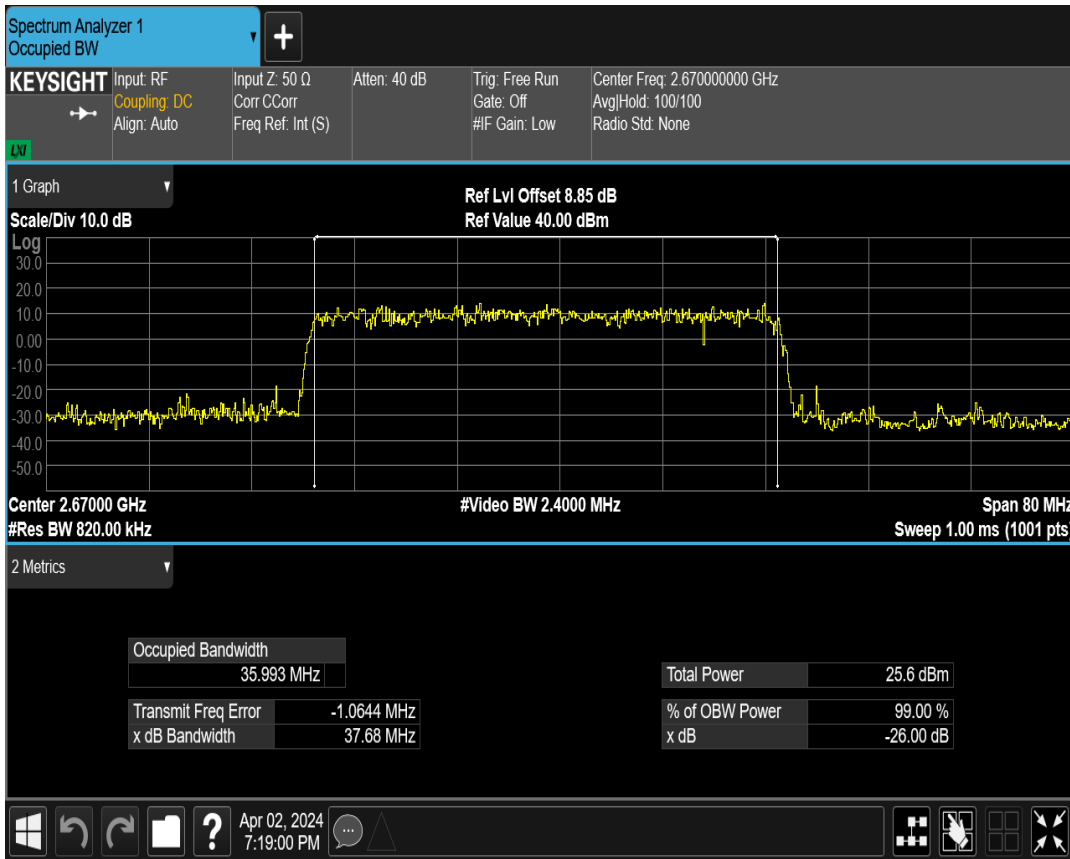 Spectrum Analyzer 1
Occupied BW
+
KEYSIGHT
LXI
Input: RF
Coupling: DC
Align: Auto
Input Z: 50 Ω
Corr CCorr
Freq Ref: Int (S)
Atten: 40 dB
Trig: Free Run
Gate: Off
#IF Gain: Low
Center Freq: 2.670000000 GHz
Avg|Hold: 100/100
Radio Std: None
1 Graph
Scale/Div 10.0 dB
Ref Lvl Offset 8.85 dB
Ref Value 40.00 dBm
Log
30.0
20.0
10.0
0.00
-10.0
-20.0
-30.0
-40.0
-50.0
Center 2.67000 GHz
#Video BW 2.4000 MHz
Span 80 MHz
#Res BW 820.00 kHz
Sweep 1.00 ms (1001 pts)
2 Metrics
Occupied Bandwidth
35.993 MHz
Total Power 25.6 dBm
Transmit Freq Error -1.0644 MHz
% of OBW Power 99.00 %
x dB Bandwidth 37.68 MHz
x dB -26.00 dB
?
Apr 02, 2024
7:19:00 PM